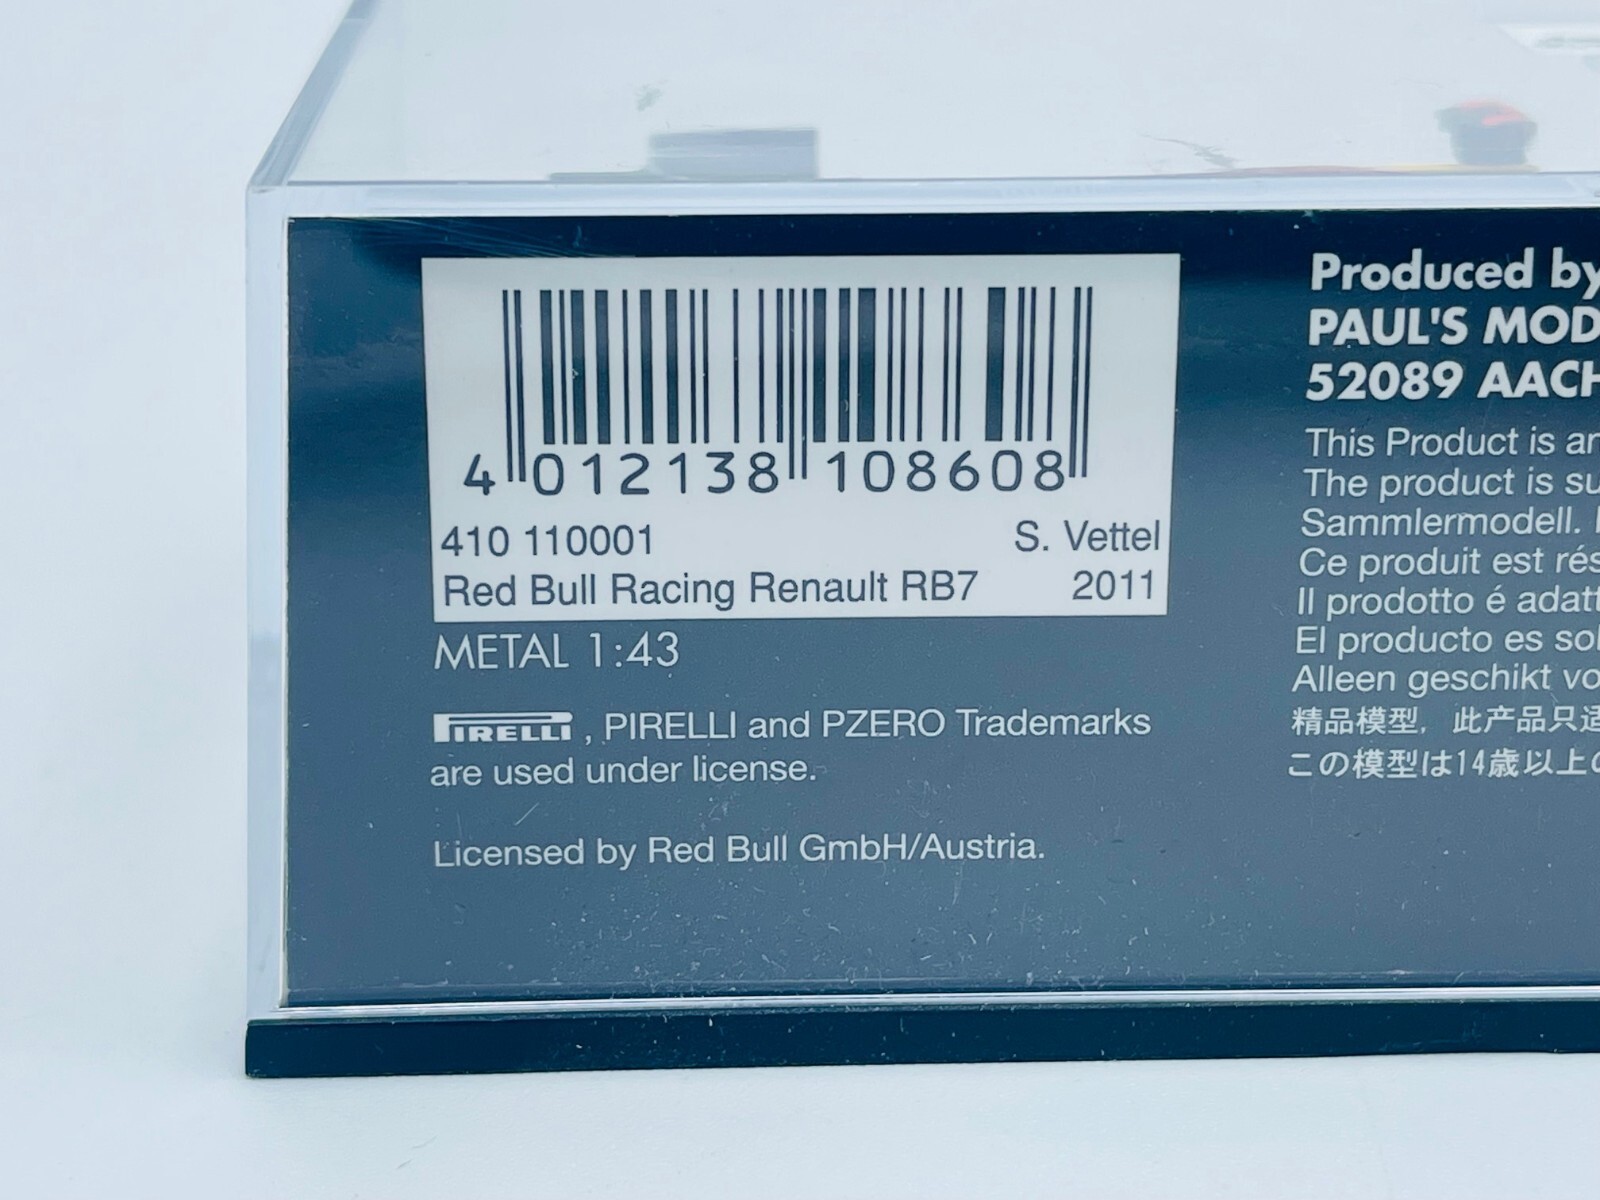 4 012138 108608
410 110001 S. Vettel
Red Bull Racing Renault RB7 2011
METAL 1:43
PIRELLI, PIRELLI and PZERO Trademarks
are used under license.
Licensed by Red Bull GmbH/Austria.
Produced by
PAUL'S MOD
52089 AACH
This Product is an
The product is su
Sammlermodell.
Ce produit est rés
Il prodotto é adatt
El producto es sol
Alleen geschikt vo
精品模型，此产品只适
この模型は14歳以上の